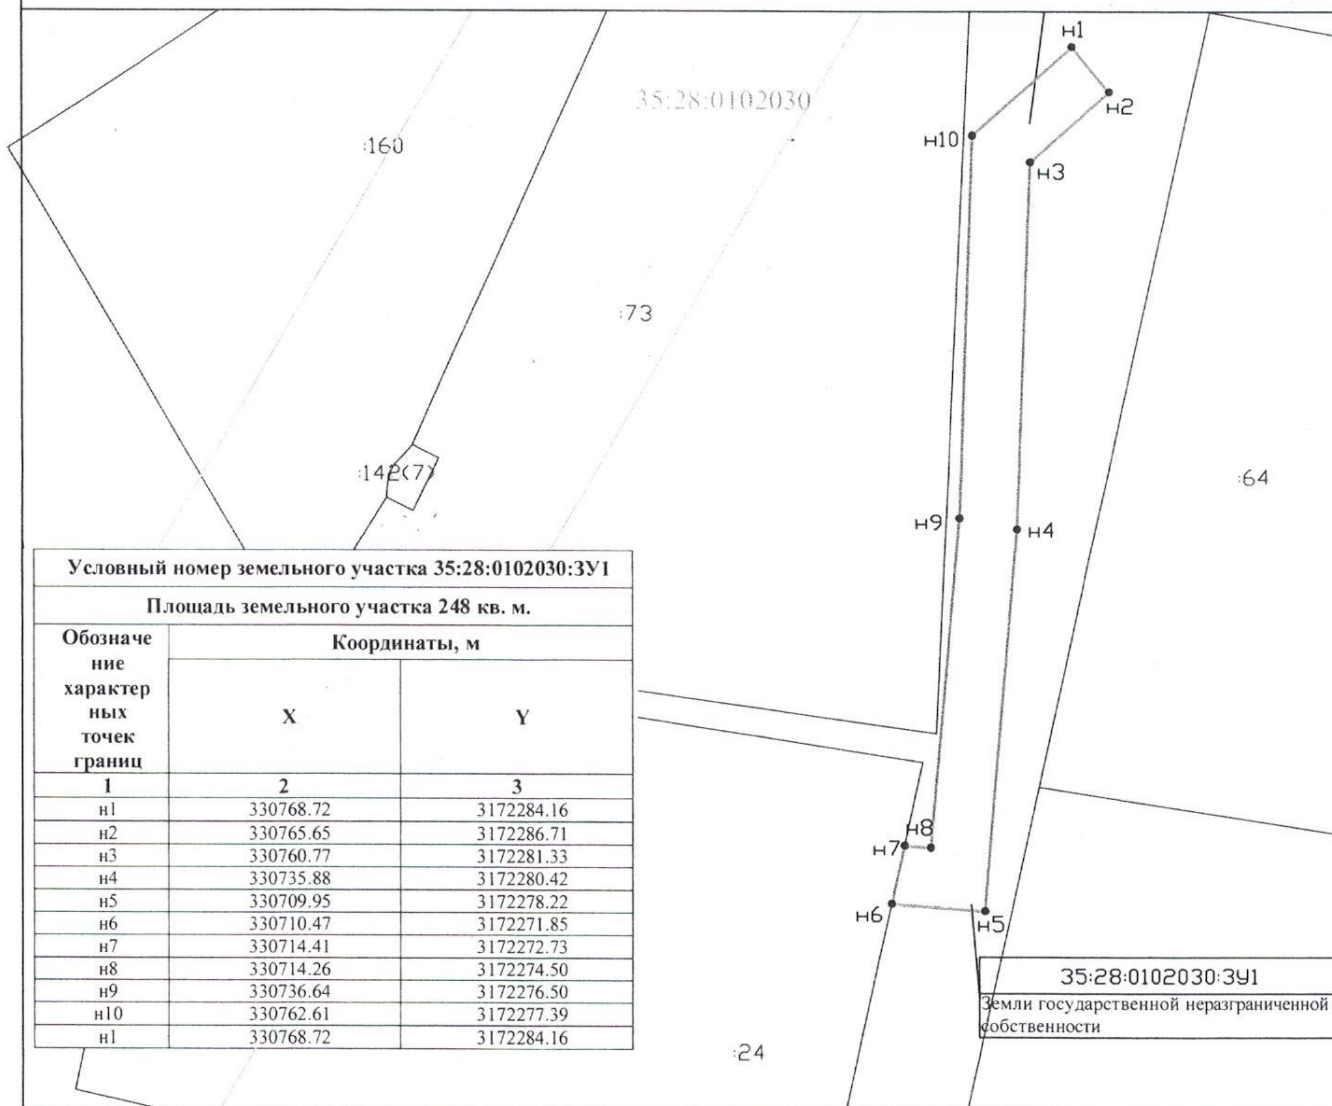 н1
35:28:0102030
н2
:160
н10
н3
:73
:142(7)
:64
н9
н4
Условный номер земельного участка 35:28:0102030:ЗУ1
Площадь земельного участка 248 кв. м.
Обозначе
ние
характер
ных
точек
границ
Координаты, м
X Y
1 2 3
н1 330768.72 3172284.16
н2 330765.65 3172286.71
н3 330760.77 3172281.33
н4 330735.88 3172280.42
н5 330709.95 3172278.22
н6 330710.47 3172271.85
н7 330714.41 3172272.73
н8 330714.26 3172274.50
н9 330736.64 3172276.50
н10 330762.61 3172277.39
н1 330768.72 3172284.16
н8
н7
н6
н5
35:28:0102030:ЗУ1
Земли государственной неразграниченной
собственности
:24